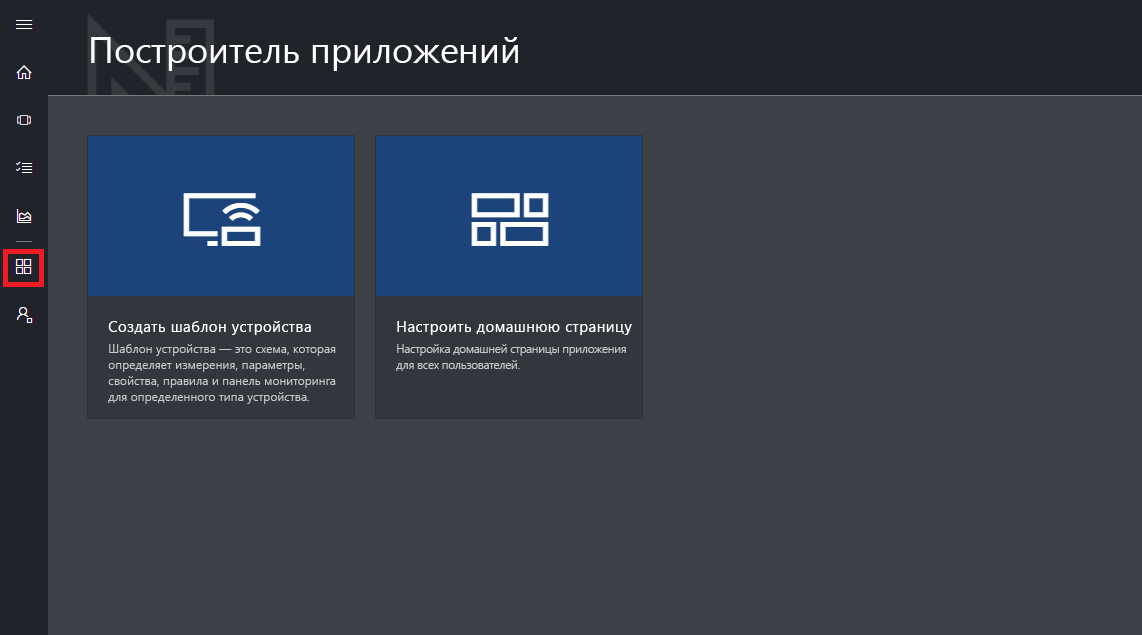 Построитель приложений
Создать шаблон устройства
Шаблон устройства — это схема, которая
определяет измерения, параметры,
свойства, правила и панель мониторинга
для определенного типа устройства.
Настроить домашнюю страницу
Настройка домашней страницы приложения
для всех пользователей.